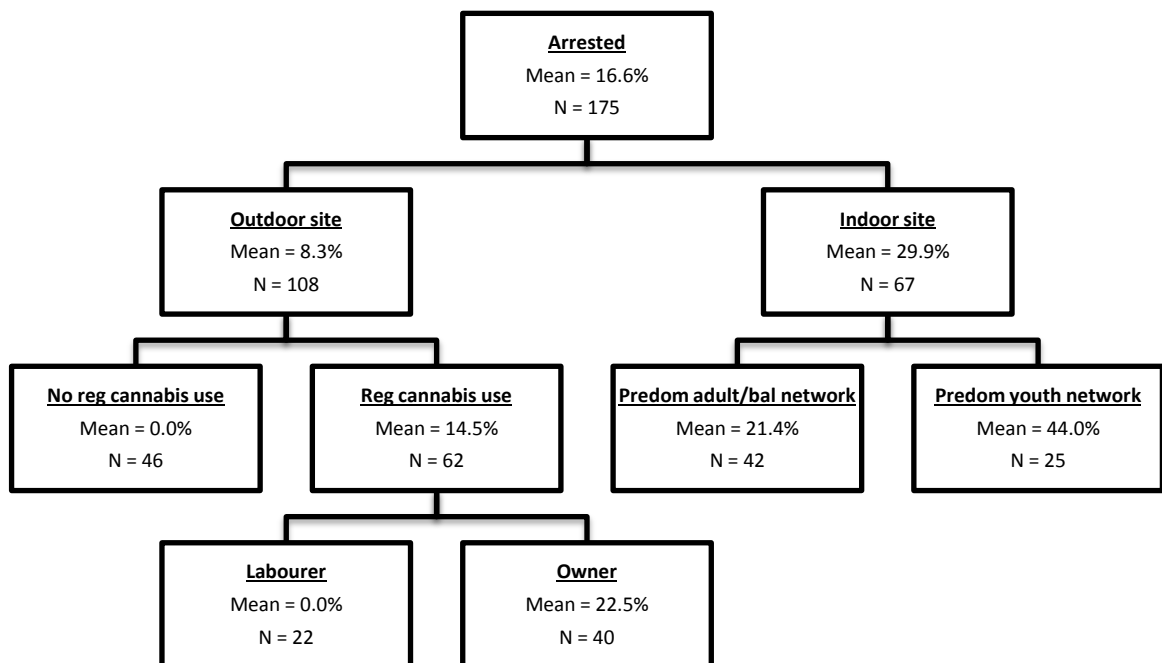 Arrested
Mean = 16.6%
N = 175
Outdoor site
Mean = 8.3%
N = 108
Indoor site
Mean = 29.9%
N = 67
No reg cannabis use
Mean = 0.0%
N = 46
Reg cannabis use
Mean = 14.5%
N = 62
Predom adult/bal network
Mean = 21.4%
N = 42
Predom youth network
Mean = 44.0%
N = 25
Labourer
Mean = 0.0%
N = 22
Owner
Mean = 22.5%
N = 40